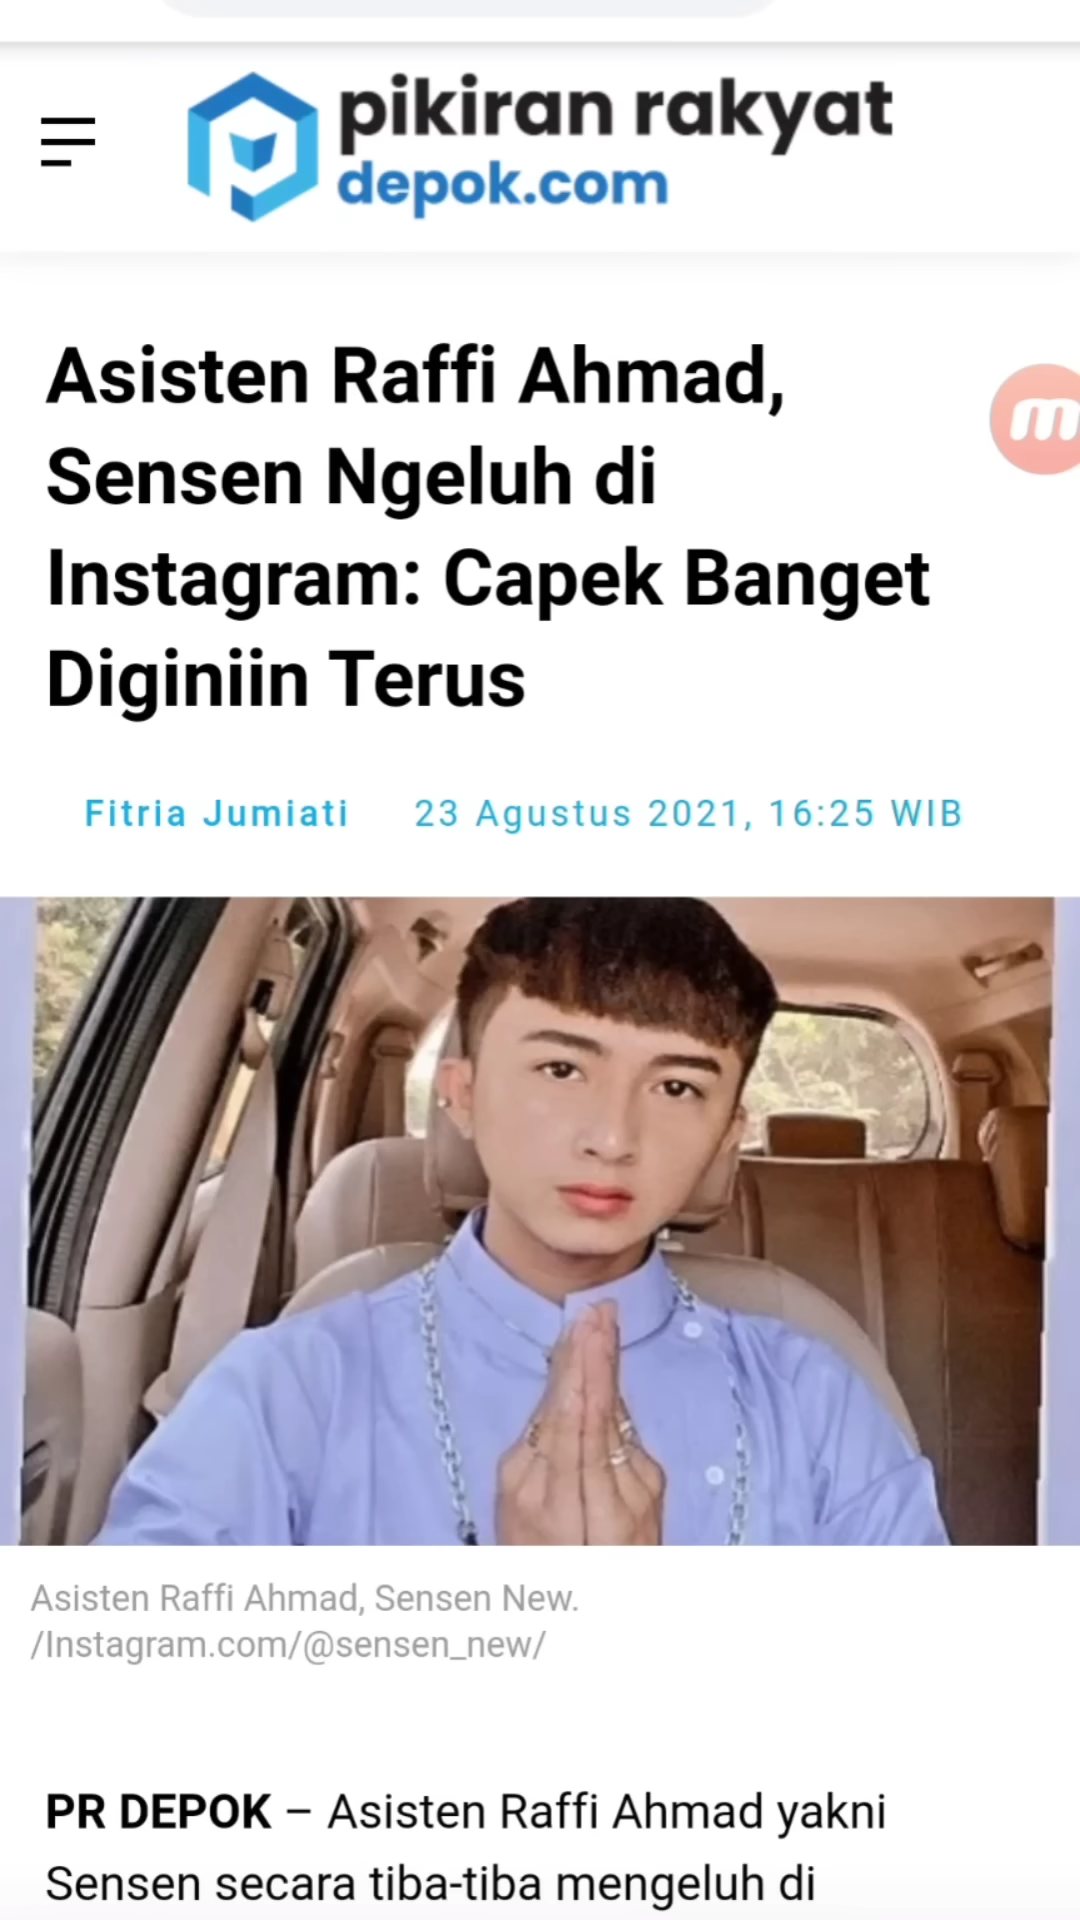 pikiran rakyat
depok.com
Asisten Raffi Ahmad,
Sensen Ngeluh di
Instagram: Capek Banget
Diginiin Terus
Fitria Jumiati 23 Agustus 2021, 16:25 WIB
Asisten Raffi Ahmad, Sensen New.
/Instagram.com/@sensen_new/
PR DEPOK – Asisten Raffi Ahmad yakni
Sensen secara tiba-tiba mengeluh di